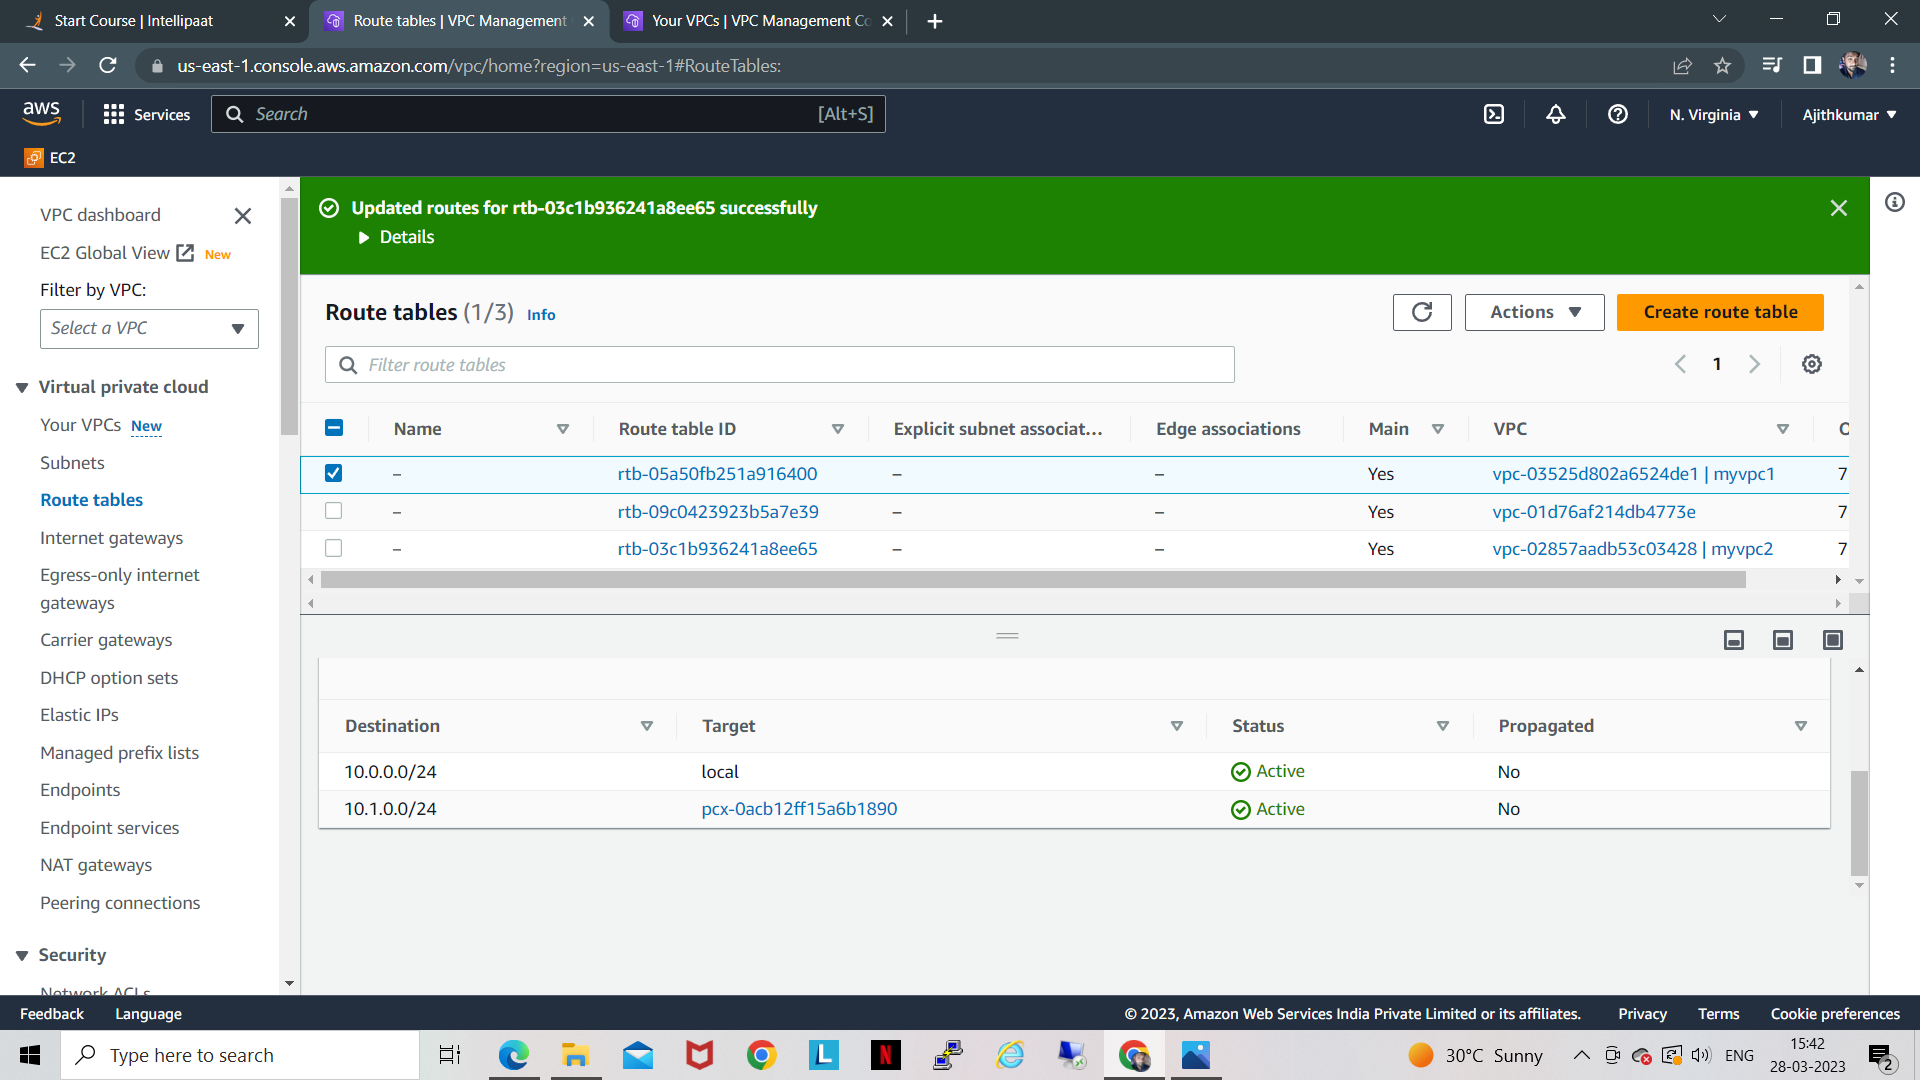 Start Course | Intellipaat
Route tables | VPC Management
Your VPCs | VPC Management Co
us-east-1.console.aws.amazon.com/vpc/home?region=us-east-1#RouteTables:
aws
Services
Search
[Alt+S]
N. Virginia
Ajithkumar
EC2
VPC dashboard
EC2 Global View New
Filter by VPC:
Select a VPC
Virtual private cloud
Your VPCs New
Subnets
Route tables
Internet gateways
Egress-only internet
gateways
Carrier gateways
DHCP option sets
Elastic IPs
Managed prefix lists
Endpoints
Endpoint services
NAT gateways
Peering connections
Security
Network ACLs
Updated routes for rtb-03c1b936241a8ee65 successfully
Details
Route tables (1/3) Info
Actions
Create route table
Filter route tables
1
Name Route table ID Explicit subnet associat... Edge associations Main VPC O
– rtb-05a50fb251a916400 – – Yes vpc-03525d802a6524de1 | myvpc1 7
– rtb-09c0423923b5a7e39 – – Yes vpc-01d76af214db4773e 7
– rtb-03c1b936241a8ee65 – – Yes vpc-02857aadb53c03428 | myvpc2 7
Destination Target Status Propagated
10.0.0.0/24 local Active No
10.1.0.0/24 pcx-0acb12ff15a6b1890 Active No
Feedback Language © 2023, Amazon Web Services India Private Limited or its affiliates. Privacy Terms Cookie preferences
Type here to search
L
N
30°C Sunny
ENG
15:42
28-03-2023
2